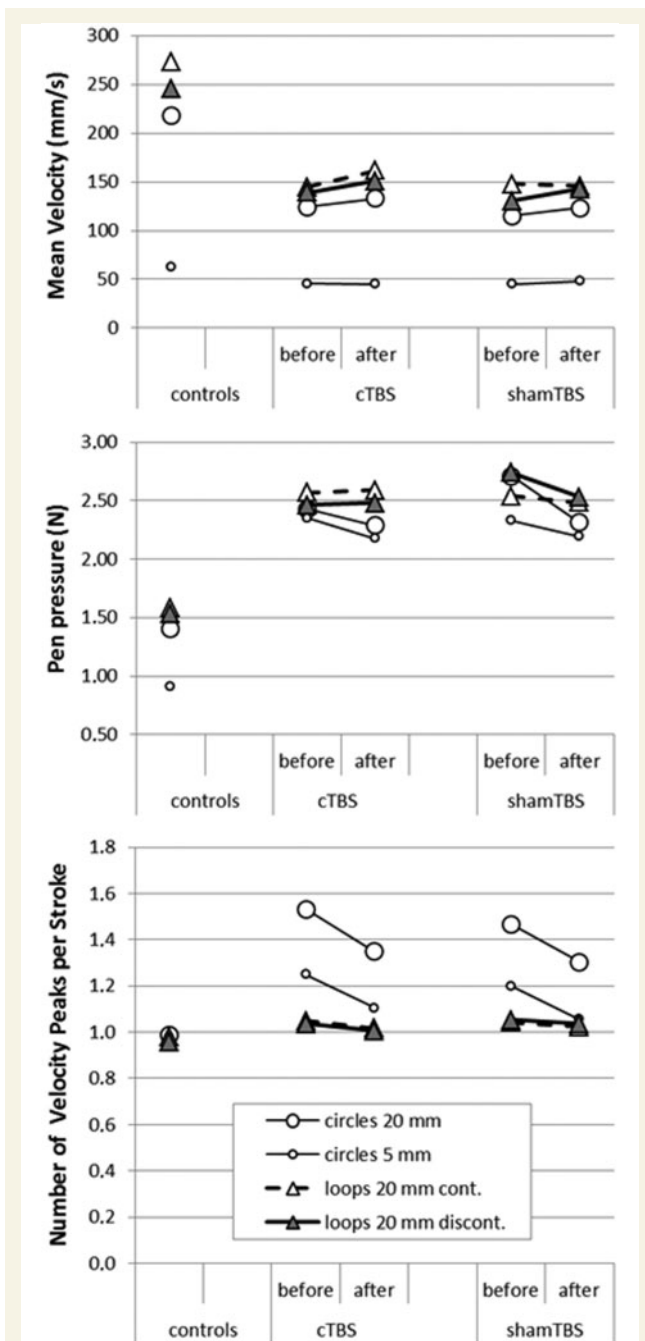 Mean Velocity (mm/s)
300
250
200
150
100
50
0
before after before after
controls cTBS shamTBS
Pen pressure (N)
3.00
2.50
2.00
1.50
1.00
0.50
before after before after
controls cTBS shamTBS
Number of Velocity Peaks per Stroke
1.8
1.6
1.4
1.2
1.0
0.8
0.6
0.4
0.2
0.0
circles 20 mm
circles 5 mm
loops 20 mm cont.
loops 20 mm discont.
before after before after
controls cTBS shamTBS